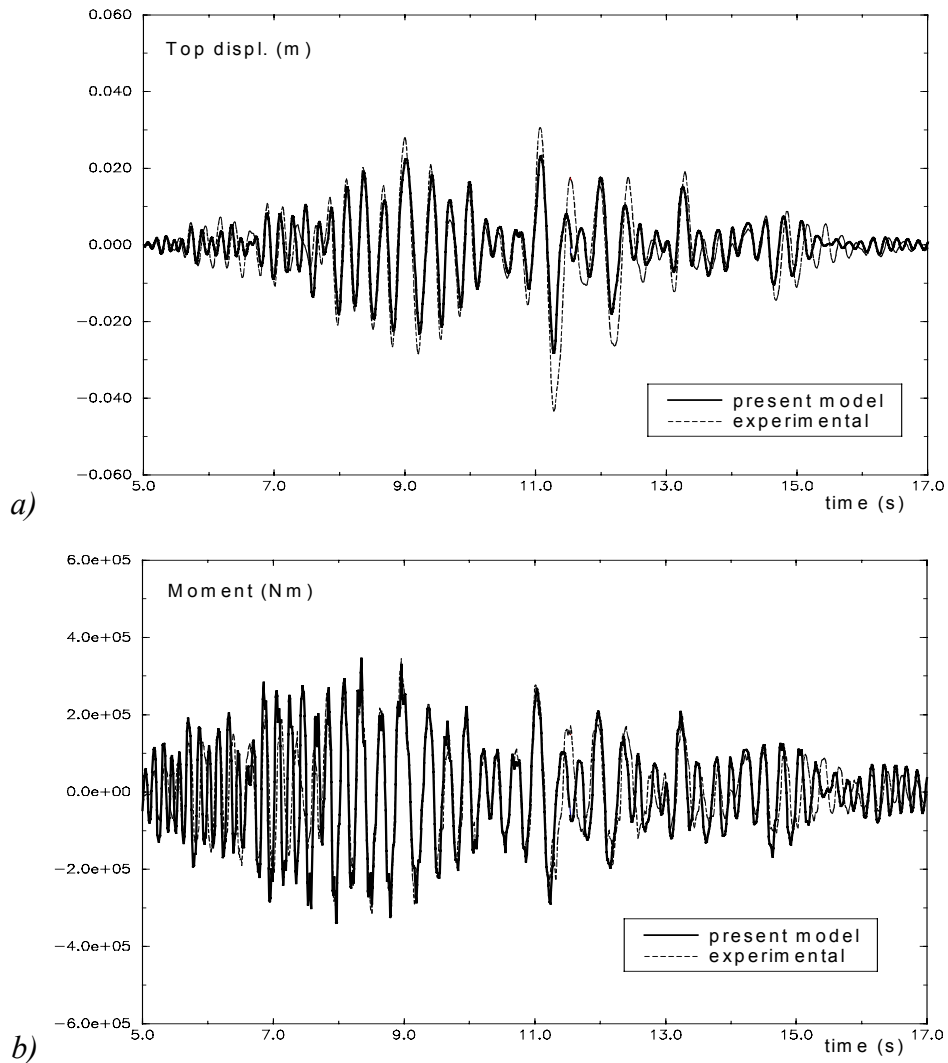 0.060
Top displ. (m)
0.040
0.020
0.000
−0.020
−0.040
−0.060
present model
experimental
5.0 7.0 9.0 11.0 13.0 15.0 17.0
time (s)
a)
6.0e+05
Moment (Nm)
4.0e+05
2.0e+05
0.0e+00
−2.0e+05
−4.0e+05
−6.0e+05
present model
experimental
5.0 7.0 9.0 11.0 13.0 15.0 17.0
time (s)
b)